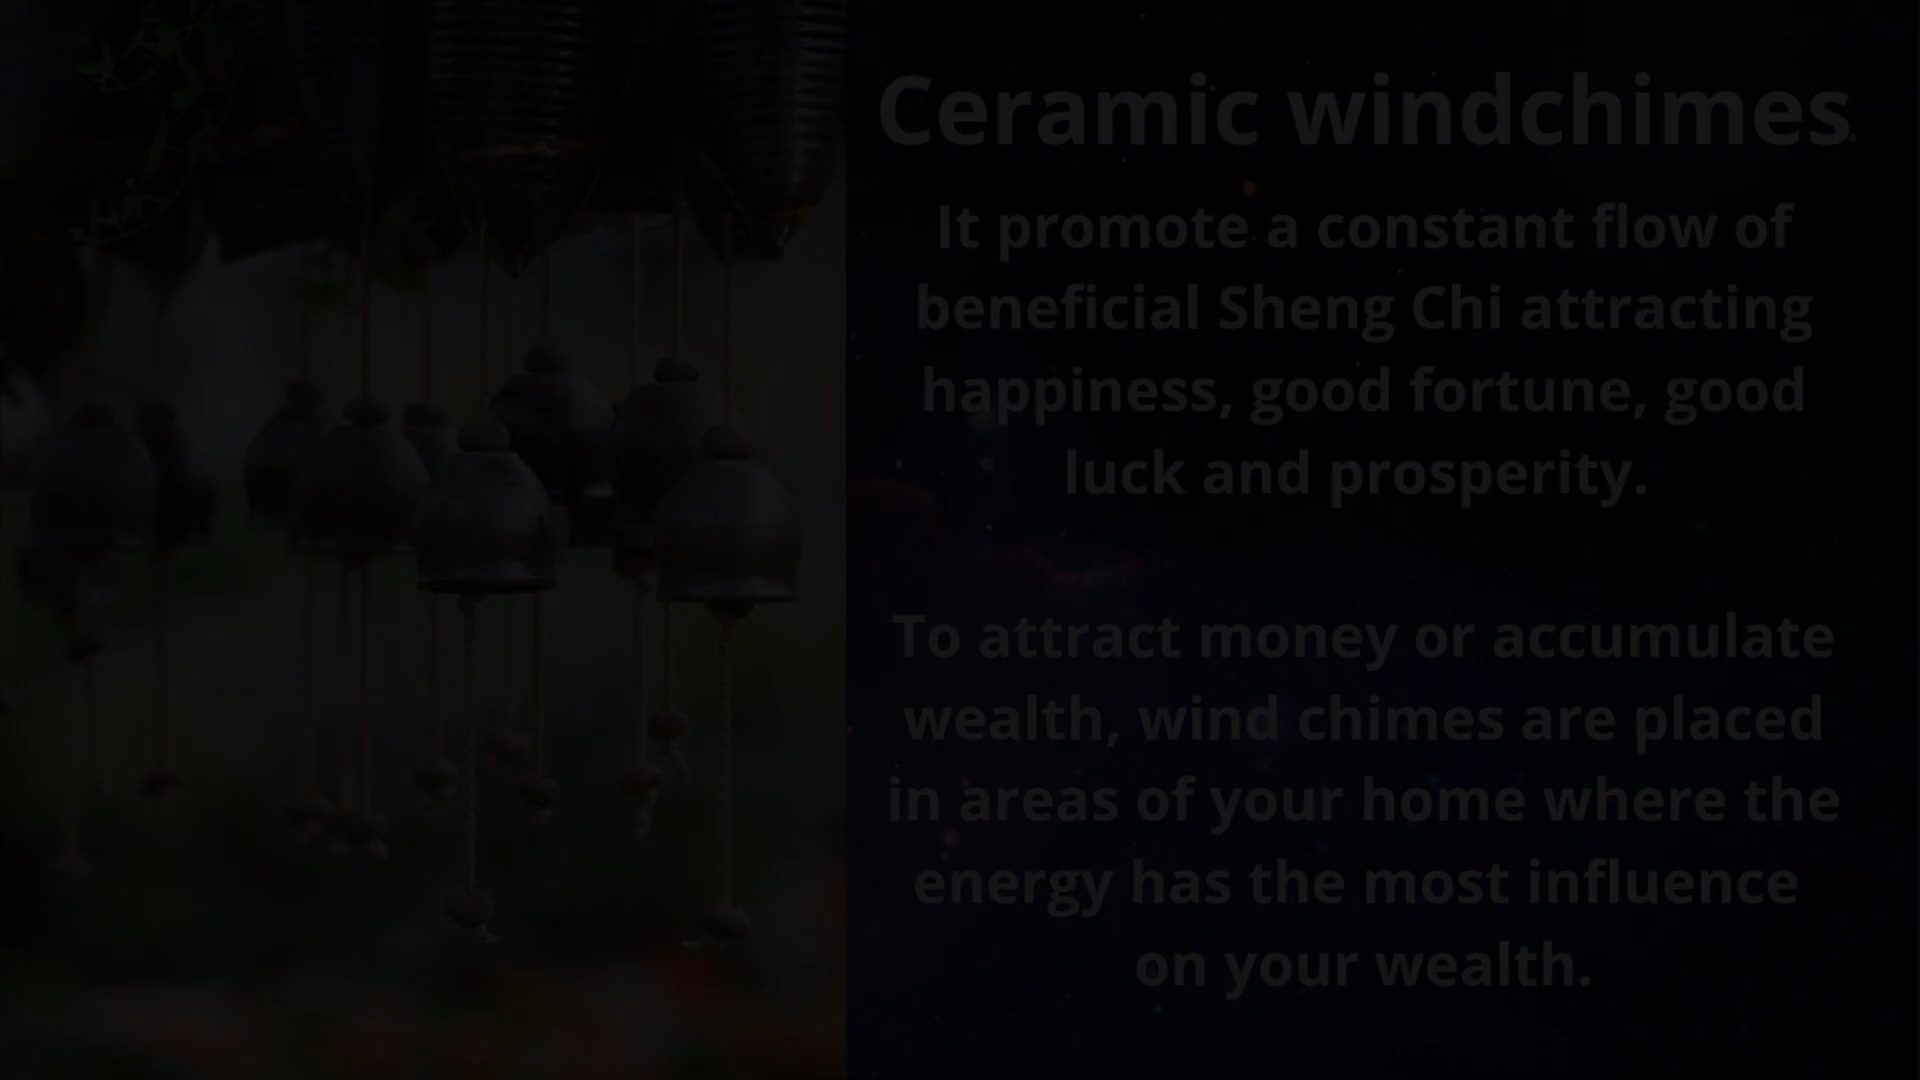 Ceramic windchimes
It promote a constant flow of
beneficial Sheng Chi attracting
happiness, good fortune, good
luck and prosperity.
To attract money or accumulate
wealth, wind chimes are placed
in areas of your home where the
energy has the most influence
on your wealth.